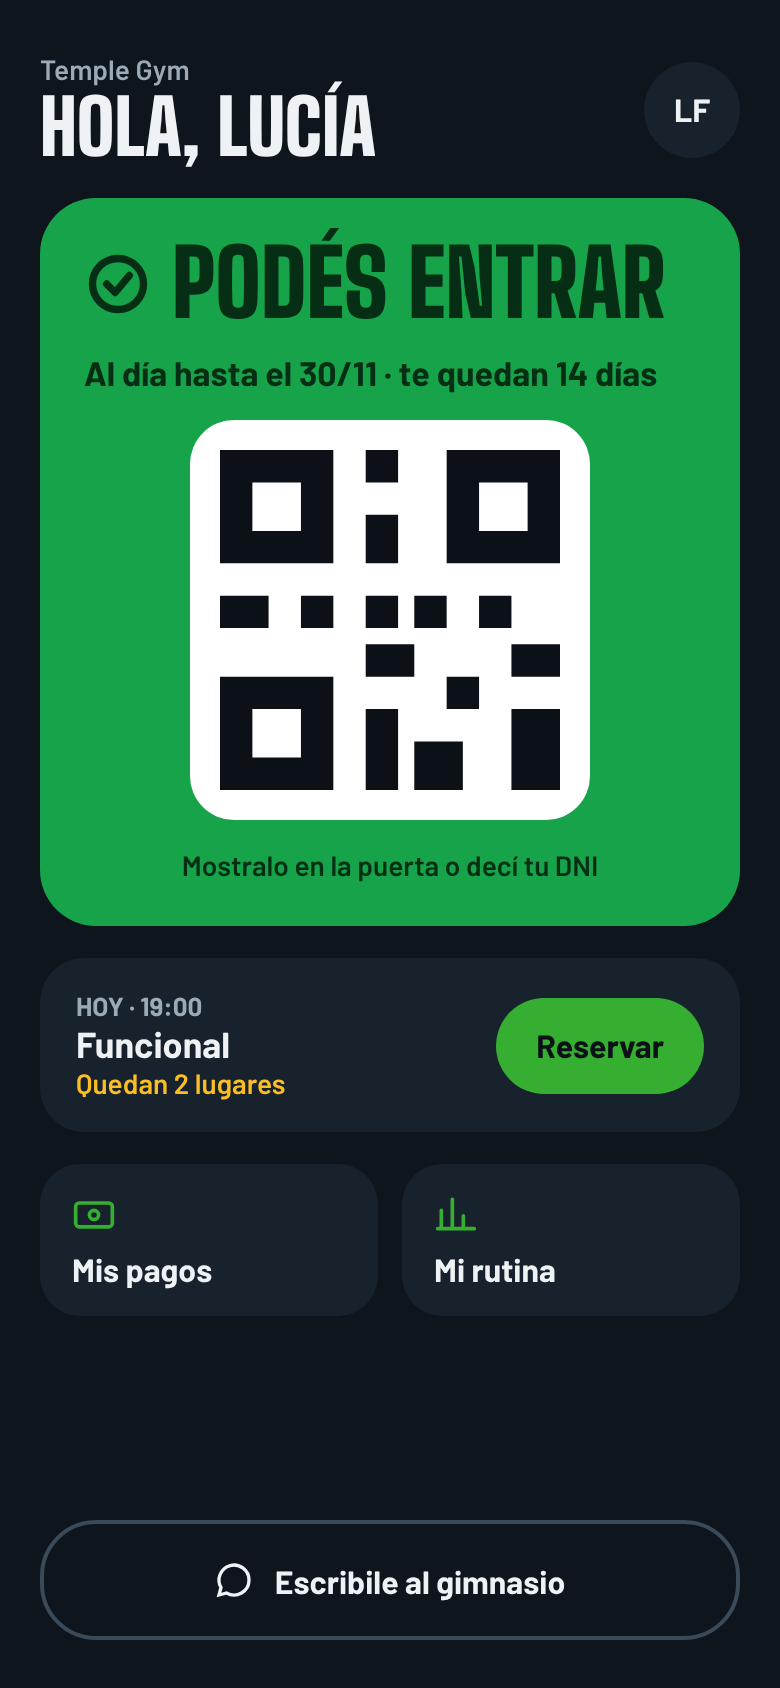 Temple Gym
HOLA, LUCÍA
LF
PODÉS ENTRAR
Al día hasta el 30/11 · te quedan 14 días
Mostralo en la puerta o decí tu DNI
HOY · 19:00
Funcional
Quedan 2 lugares
Reservar
Mis pagos
Mi rutina
Escribile al gimnasio